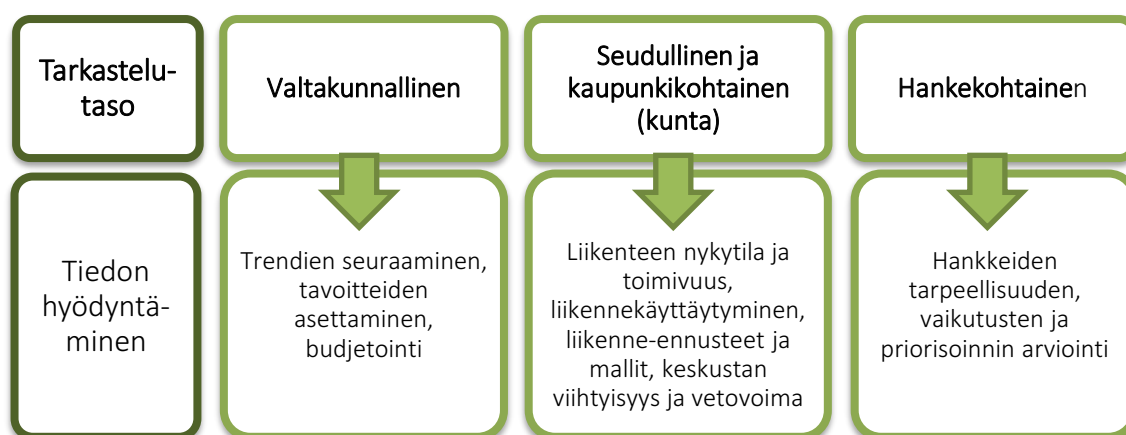 Tarkastelu-
taso
Valtakunnallinen
Seudullinen ja
kaupunkikohtainen
(kunta)
Hankekohtainen
Tiedon
hyödyntä-
minen
Trendien seuraaminen,
tavoitteiden
asettaminen,
budjetointi
Liikenteen nykytila ja
toimivuus,
liikennekäyttäytyminen,
liikenne-ennusteet ja
mallit, keskustan
viihtyisyys ja vetovoima
Hankkeiden
tarpeellisuuden,
vaikutusten ja
priorisoinnin arviointi